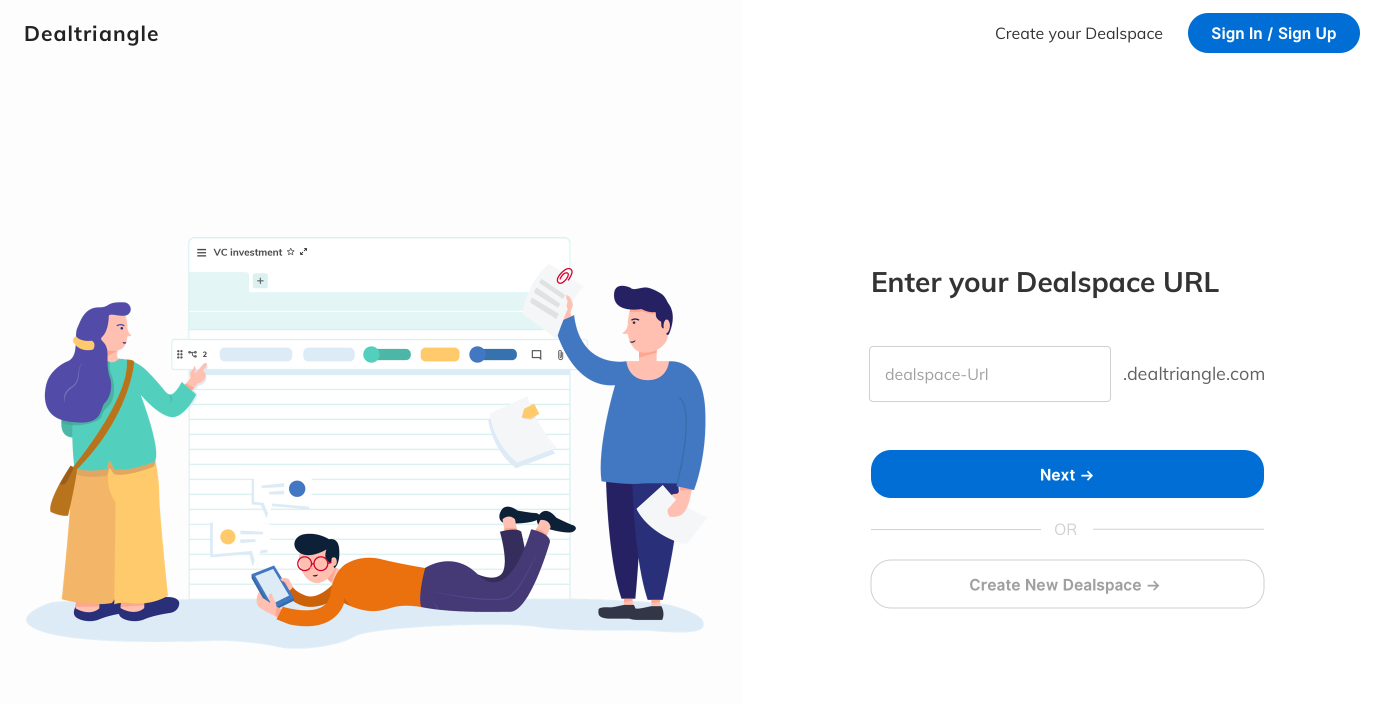 Dealtriangle
Create your Dealspace
Sign In / Sign Up
VC investment
+
2
Enter your Dealspace URL
dealspace-Url
.dealtriangle.com
Next →
OR
Create New Dealspace →